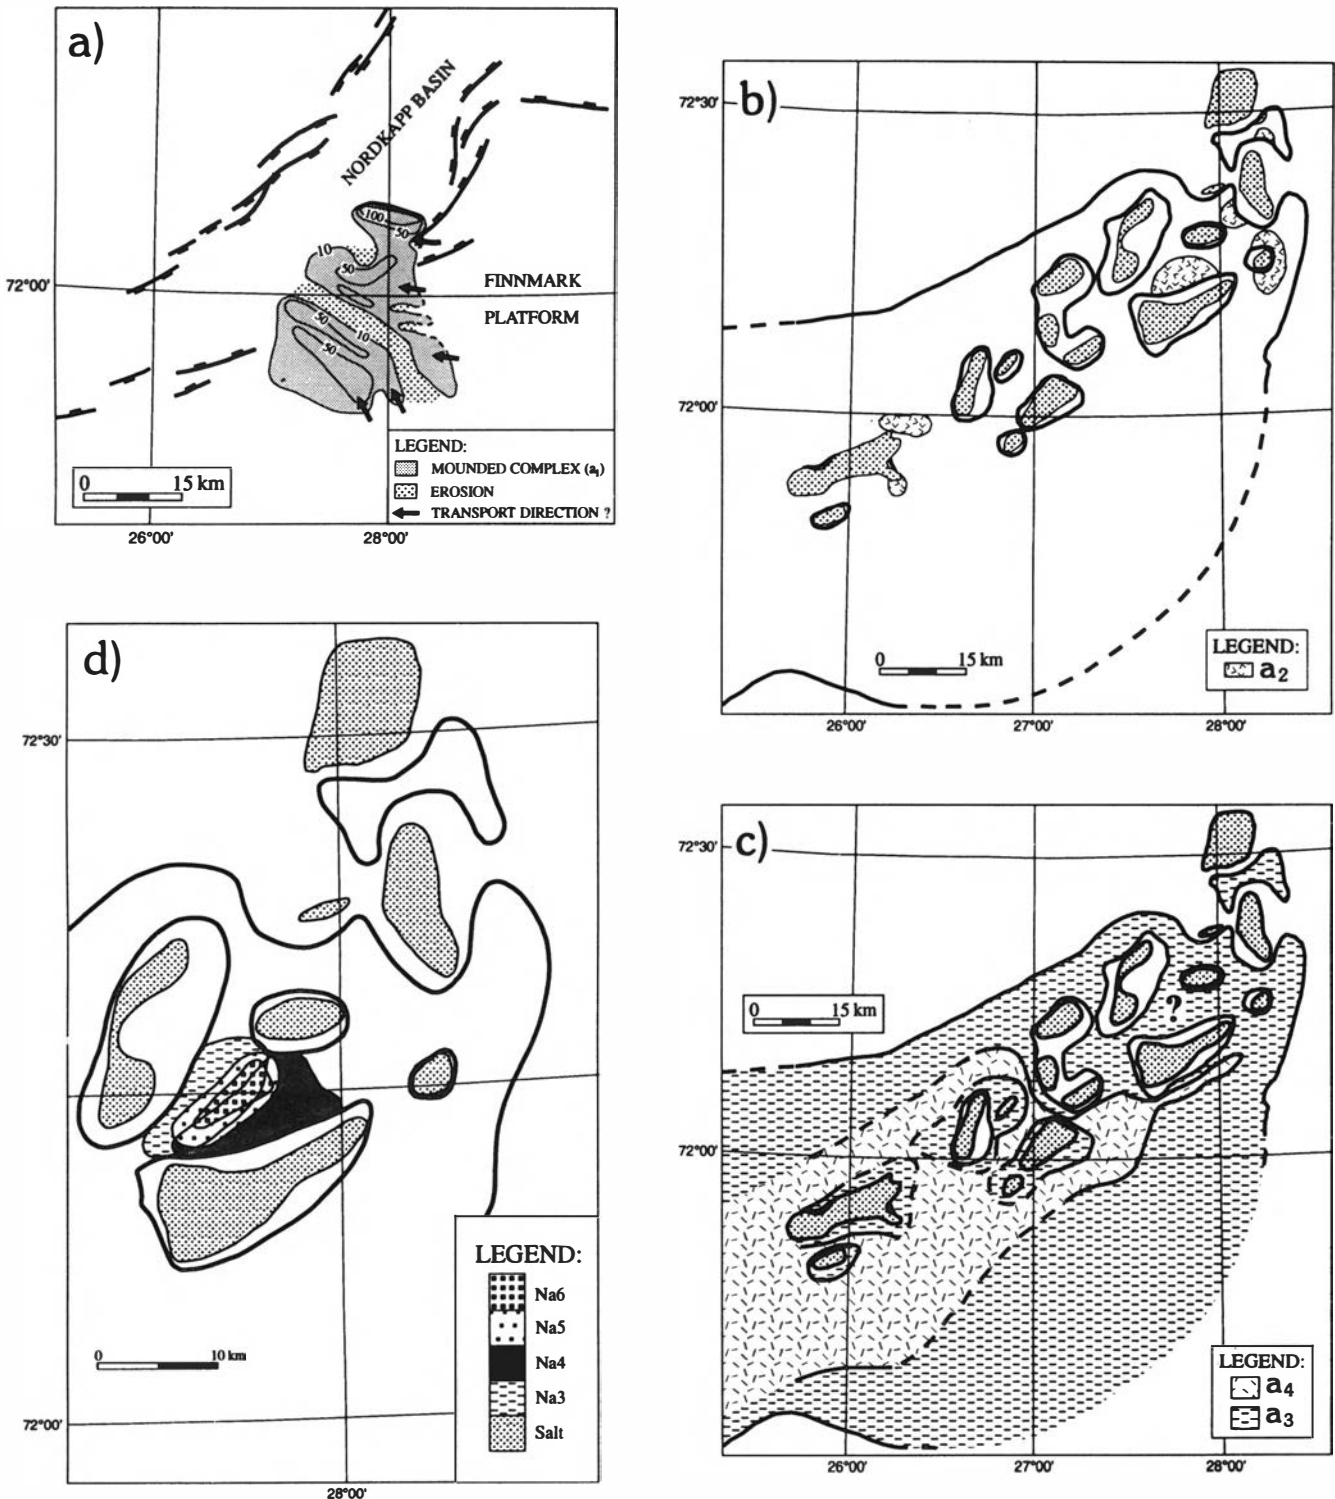 a)
NORDKAPP BASIN
100
50
10
50
72°00'
FINNMARK
PLATFORM
50
10
50
LEGEND:
MOUNDED COMPLEX (a₁)
EROSION
TRANSPORT DIRECTION ?
0 15 km
26°00' 28°00'
b)
72°30'
72°00'
0 15 km
LEGEND:
a₂
26°00' 27°00' 28°00'
d)
72°30'
LEGEND:
Na6
Na5
Na4
Na3
Salt
0 10 km
72°00'
28°00'
c)
72°30'
0 15 km
?
72°00'
LEGEND:
a₄
a₃
26°00' 27°00' 28°00'